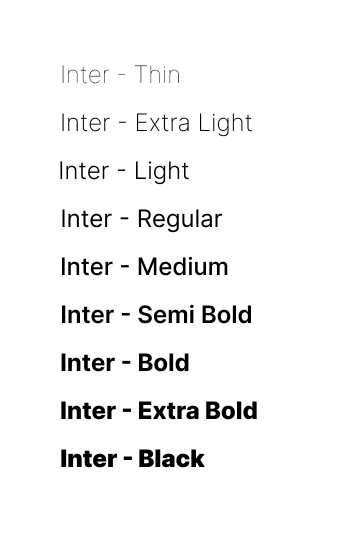 Inter - Thin
Inter - Extra Light
Inter - Light
Inter - Regular
Inter - Medium
Inter - Semi Bold
Inter - Bold
Inter - Extra Bold
Inter - Black